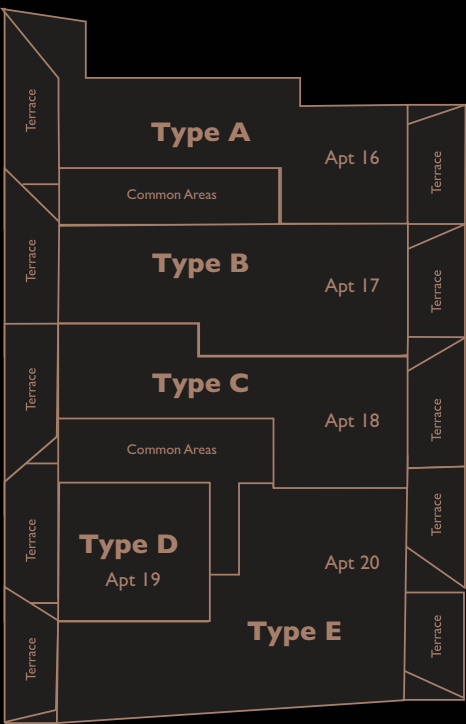 Terrace
Type A
Apt 16
Terrace
Common Areas
Terrace
Type B
Apt 17
Terrace
Terrace
Type C
Apt 18
Terrace
Common Areas
Terrace
Type D
Apt 19
Apt 20
Terrace
Type E
Terrace
Terrace